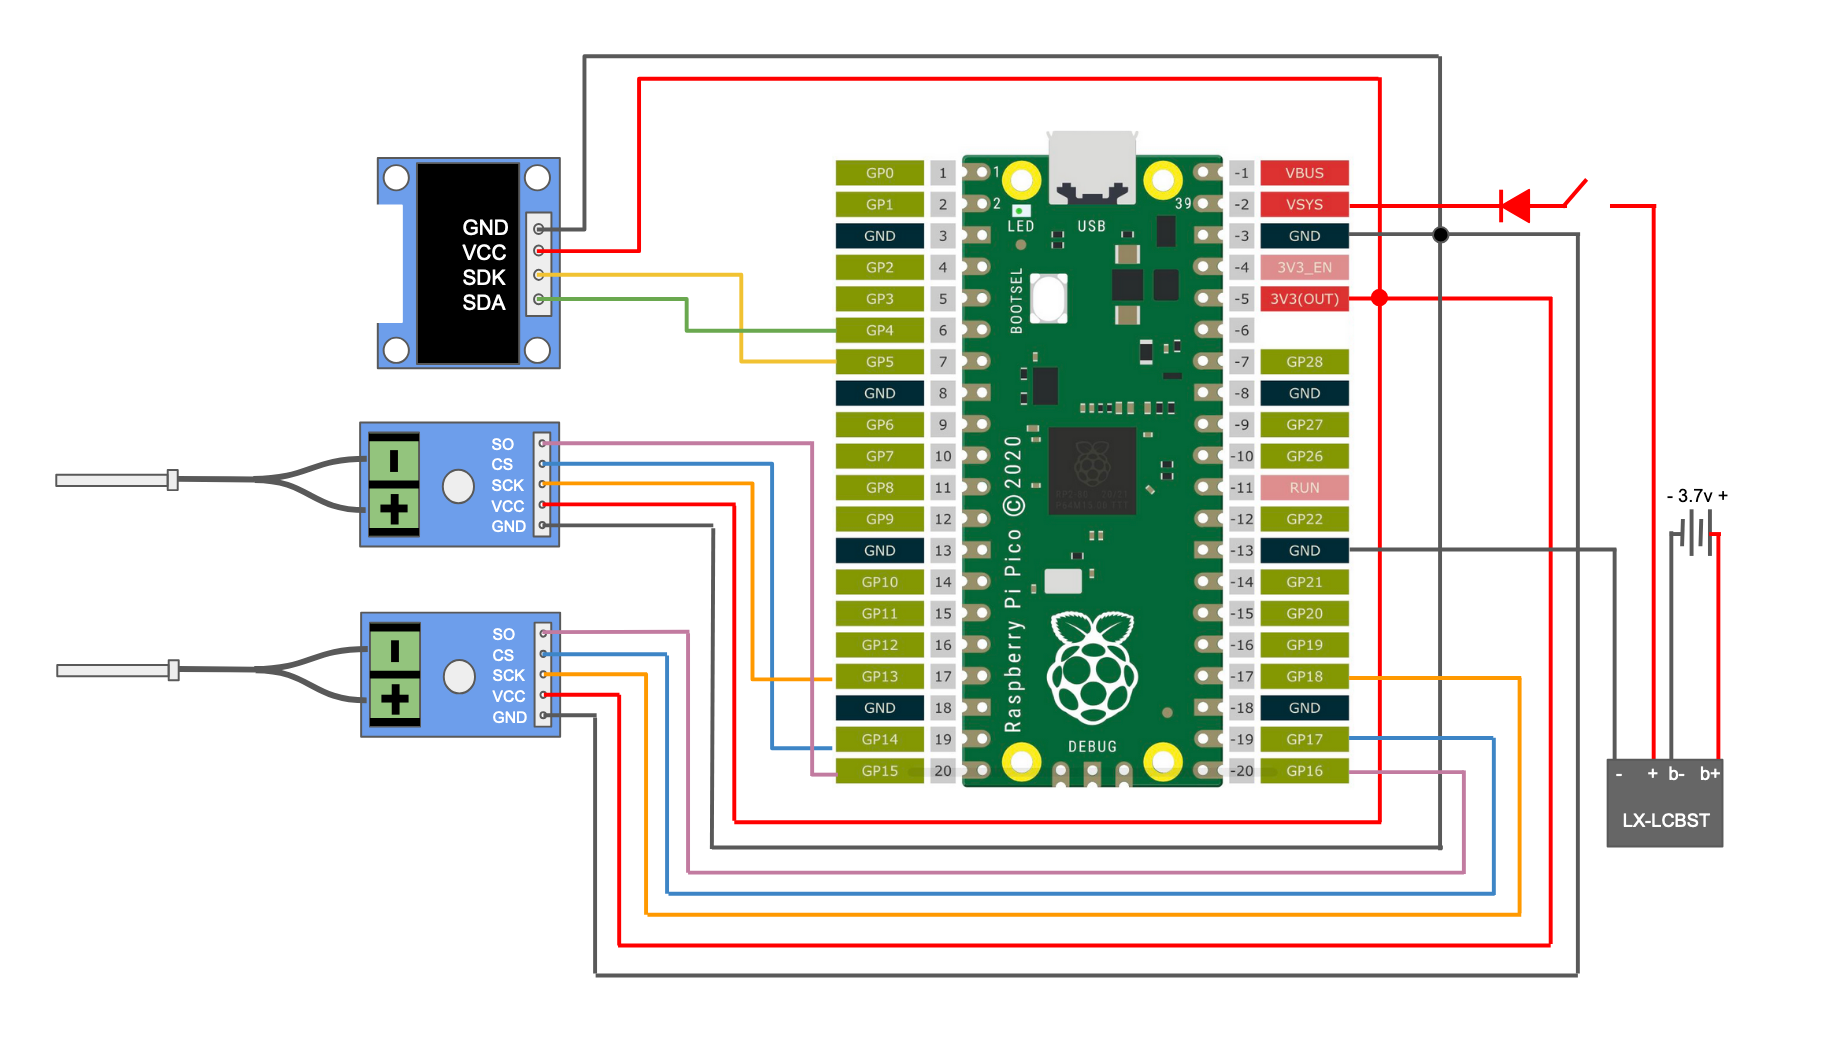 GND
VCC
SDK
SDA
SO
CS
SCK
VCC
GND
SO
CS
SCK
VCC
GND
GP0 1
GP1 2
GND 3
GP2 4
GP3 5
GP4 6
GP5 7
GND 8
GP6 9
GP7 10
GP8 11
GP9 12
GND 13
GP10 14
GP11 15
GP12 16
GP13 17
GND 18
GP14 19
GP15 20
1
2
39
LED
USB
BOOTSEL
Raspberry Pi Pico ©2020
DEBUG
-1 VBUS
-2 VSYS
-3 GND
-4 3V3_EN
-5 3V3(OUT)
-6
-7 GP28
-8 GND
-9 GP27
-10 GP26
-11 RUN
-12 GP22
-13 GND
-14 GP21
-15 GP20
-16 GP19
-17 GP18
-18 GND
-19 GP17
-20 GP16
- 3.7v +
- + b- b+
LX-LCBST